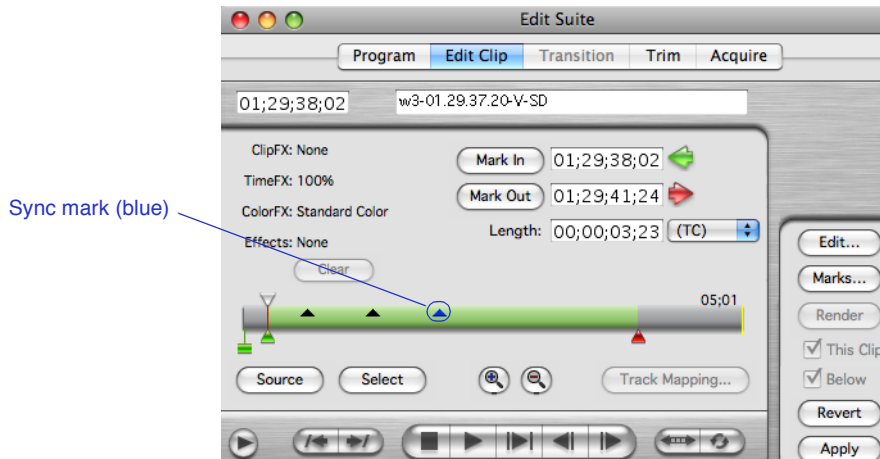 Edit Suite
Program Edit Clip Transition Trim Acquire
01;29;38;02 w3-01.29.37.20-V-SD
ClipFX: None
Mark In 01;29;38;02
TimeFX: 100%
Mark Out 01;29;41;24
Sync mark (blue)
ColorFX: Standard Color
Length: 00;00;03;23 (TC)
Effects: None
Edit...
Clear
Marks...
05;01
Render
This Clip
Source Select Track Mapping...
Below
Revert
Apply